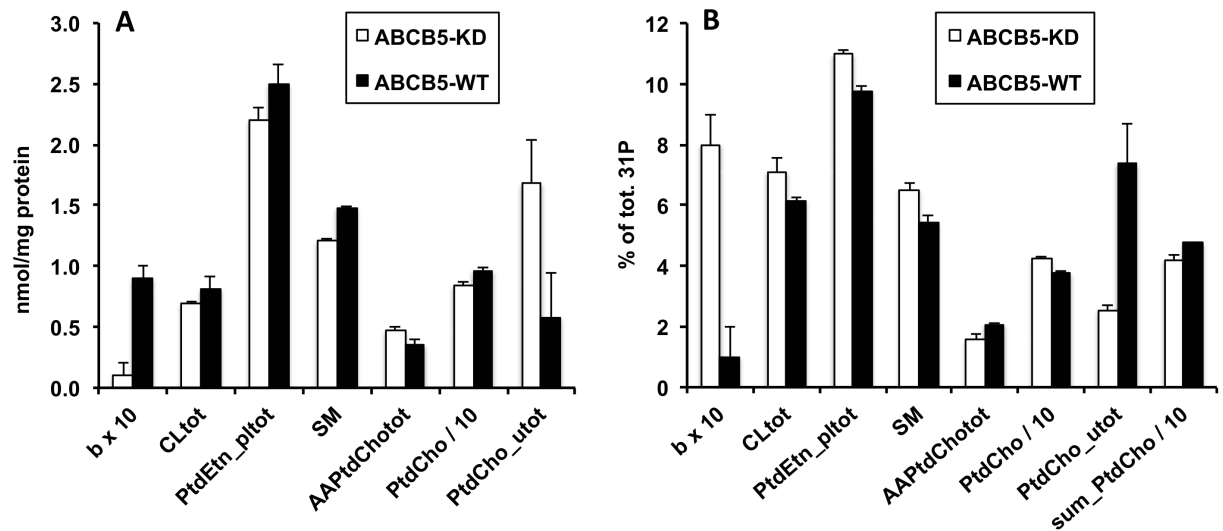 A
ABCB5-KD
ABCB5-WT
nmol/mg protein
3.0
2.5
2.0
1.5
1.0
0.5
0.0
b x 10
CLtot
PtdEtn_pltot
SM
AAPtdChotot
PtdCho / 10
PtdCho_utot
B
ABCB5-KD
ABCB5-WT
% of tot. 31P
12
10
8
6
4
2
0
b x 10
CLtot
PtdEtn_pltot
SM
AAPtdChotot
PtdCho / 10
PtdCho_utot
sum_PtdCho / 10